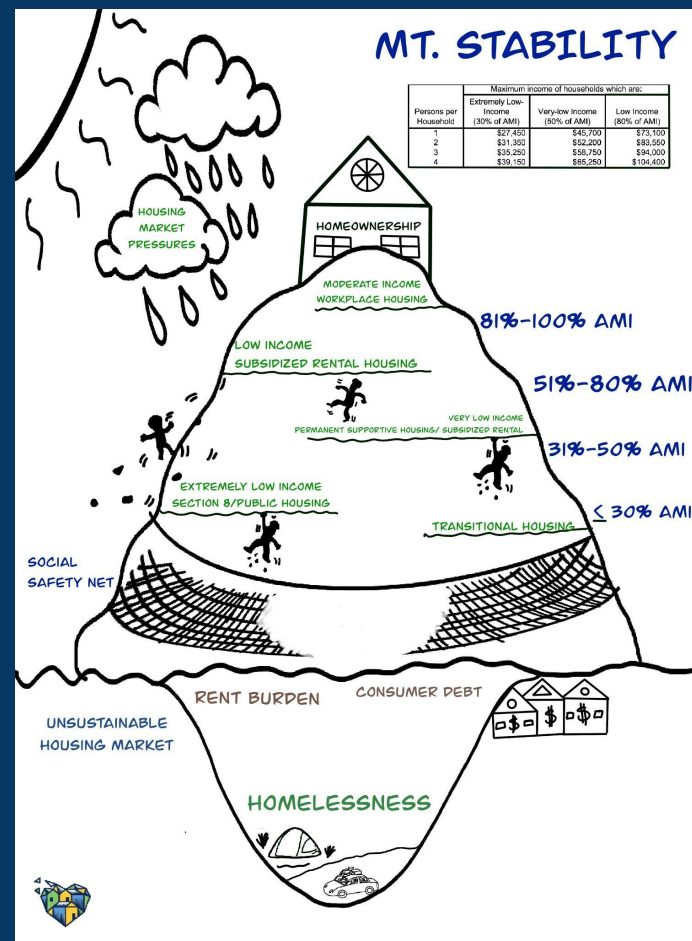 MT. STABILITY
Maximum income of households which are:
Persons per Household | Extremely Low-Income (30% of AMI) | Very-low Income (50% of AMI) | Low Income (80% of AMI)
1 | $27,450 | $45,700 | $73,100
2 | $31,350 | $52,200 | $83,550
3 | $35,250 | $58,750 | $94,000
4 | $39,150 | $65,250 | $104,400
HOUSING
MARKET
PRESSURES
HOMEOWNERSHIP
MODERATE INCOME
WORKPLACE HOUSING
81%-100% AMI
LOW INCOME
SUBSIDIZED RENTAL HOUSING
51%-80% AMI
VERY LOW INCOME
PERMANENT SUPPORTIVE HOUSING/ SUBSIDIZED RENTAL
31%-50% AMI
EXTREMELY LOW INCOME
SECTION 8/PUBLIC HOUSING
≤ 30% AMI
TRANSITIONAL HOUSING
SOCIAL
SAFETY NET
RENT BURDEN
CONSUMER DEBT
$ $ $
UNSUSTAINABLE
HOUSING MARKET
HOMELESSNESS